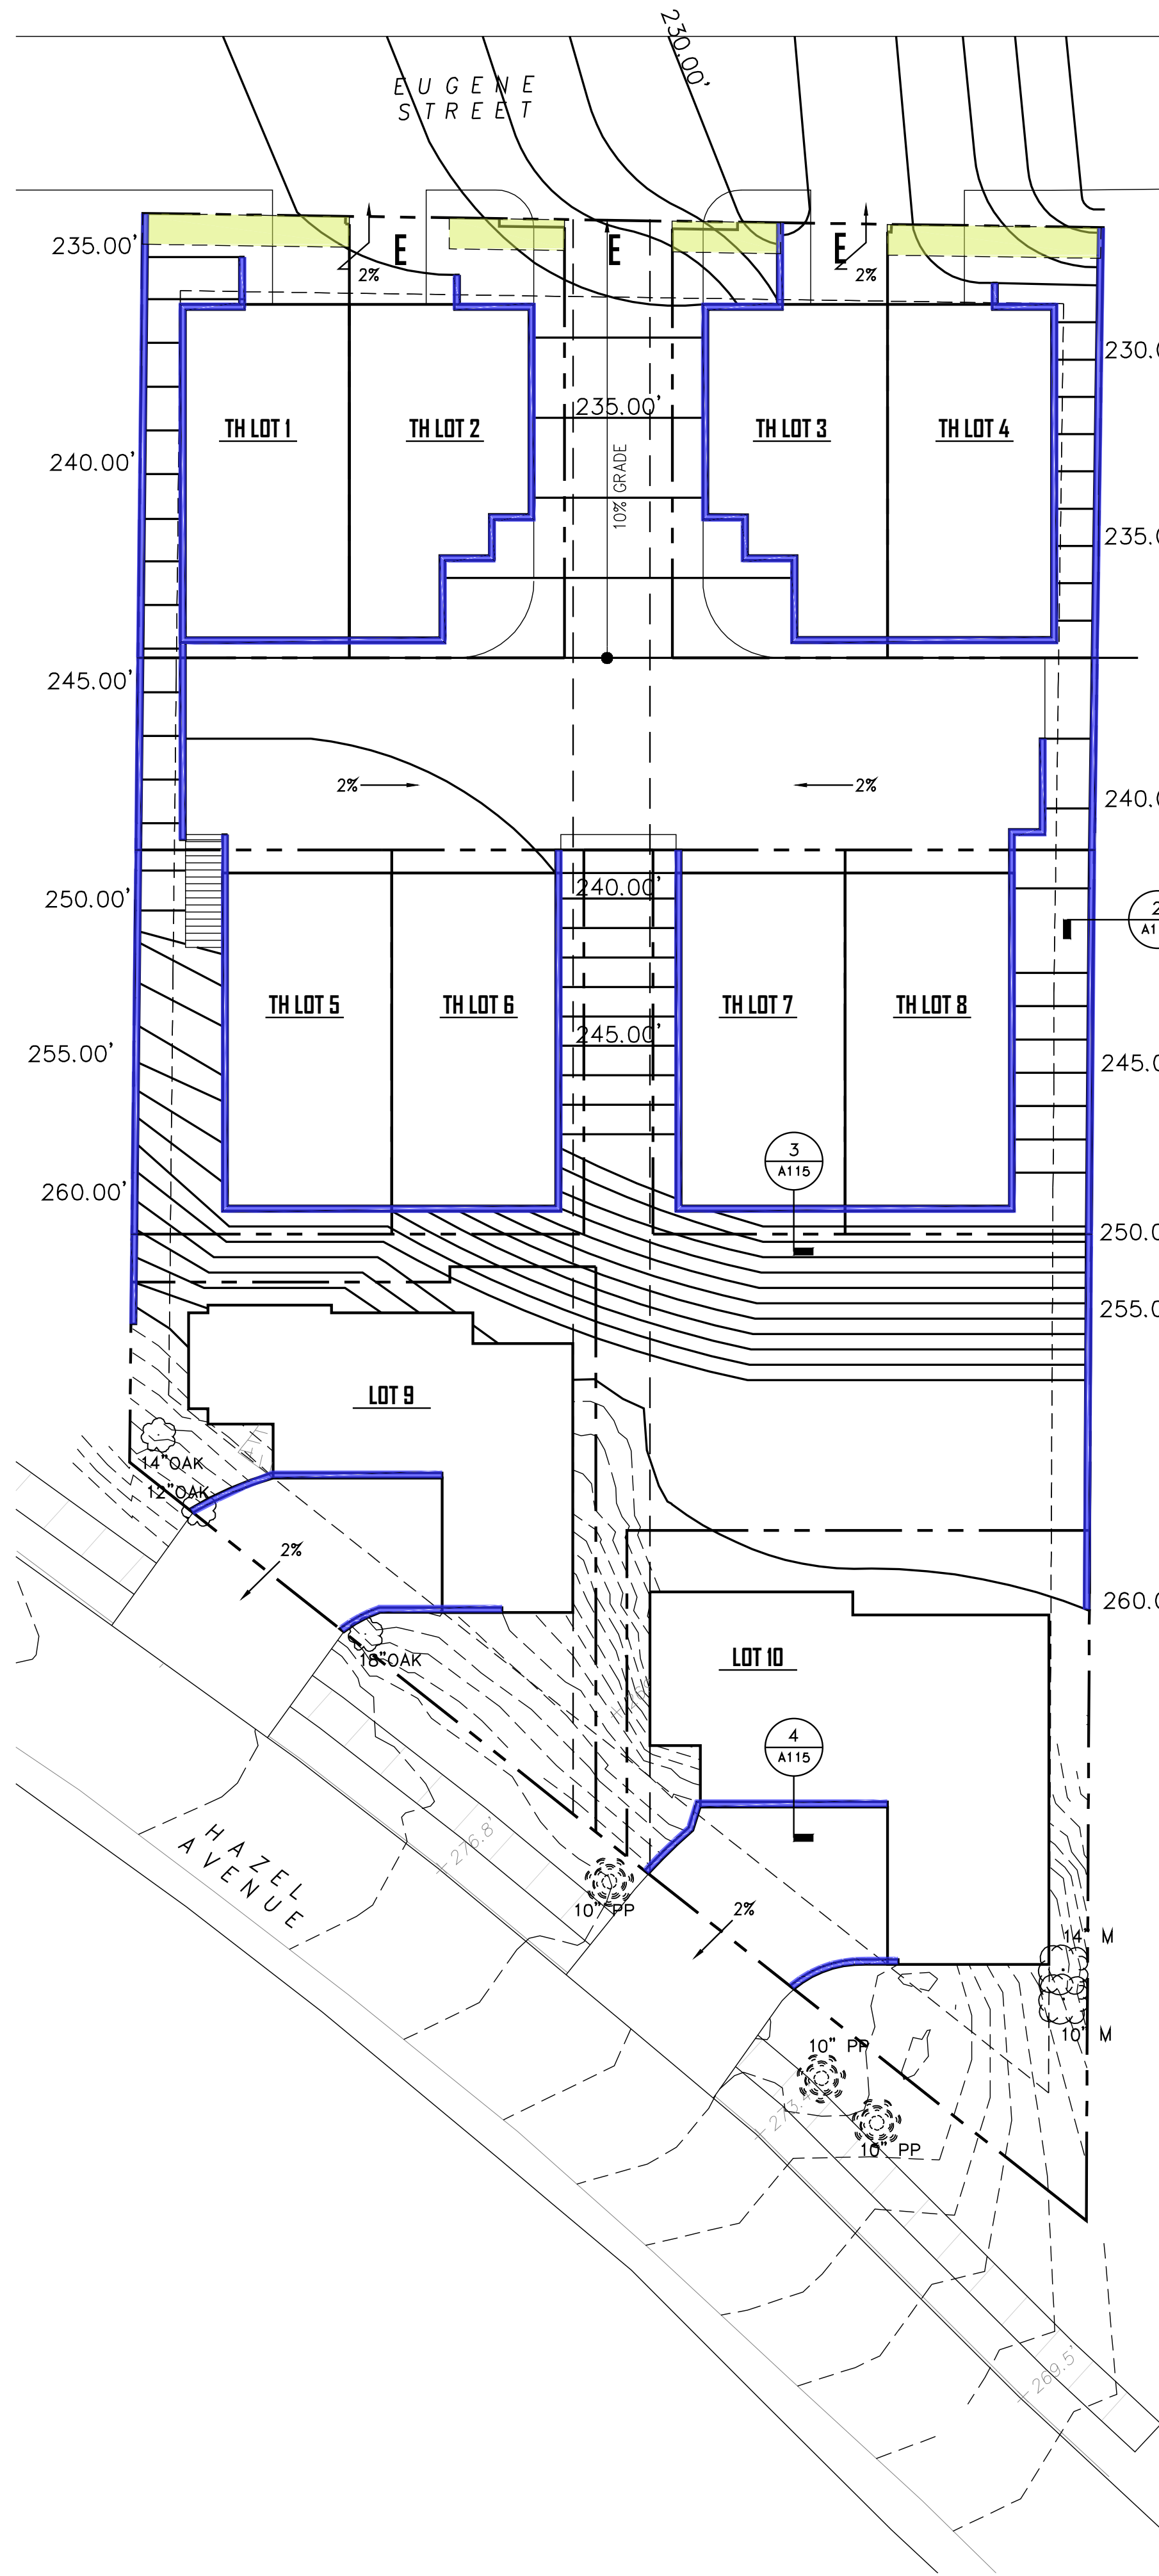 230.00'
EUGENE
STREET
235.00'
E
E
E
2%
2%
230.0
TH LOT 1
TH LOT 2
235.00'
TH LOT 3
TH LOT 4
240.00'
10% GRADE
235.0
245.00'
2%
2%
240.0
250.00'
240.00'
2
A1
TH LOT 5
TH LOT 6
TH LOT 7
TH LOT 8
245.00'
255.00'
245.0
3
A115
260.00'
250.0
255.0
LOT 9
14"OAK
12"OAK
2%
260.0
18"OAK
LOT 10
4
A115
HAZEL
AVENUE
276.8'
10" PP
2%
14" M
10" M
10" PP
273.4
10" PP
269.5'